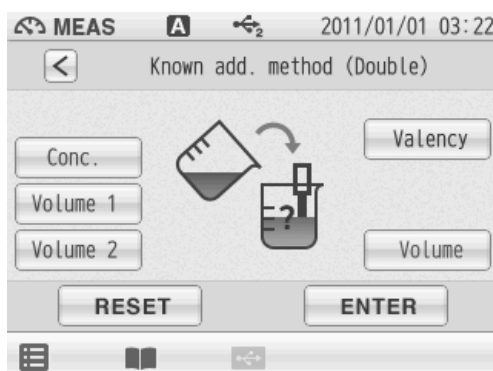 MEAS A 2 2011/01/01 03:22
< Known add. method (Double)
Conc.
Valency
Volume 1
Volume 2
Volume
?
RESET ENTER